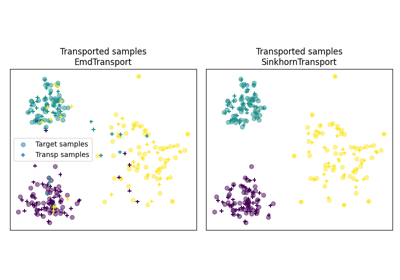 Transported samples
EmdTransport
Transported samples
SinkhornTransport
Target samples
Transp samples